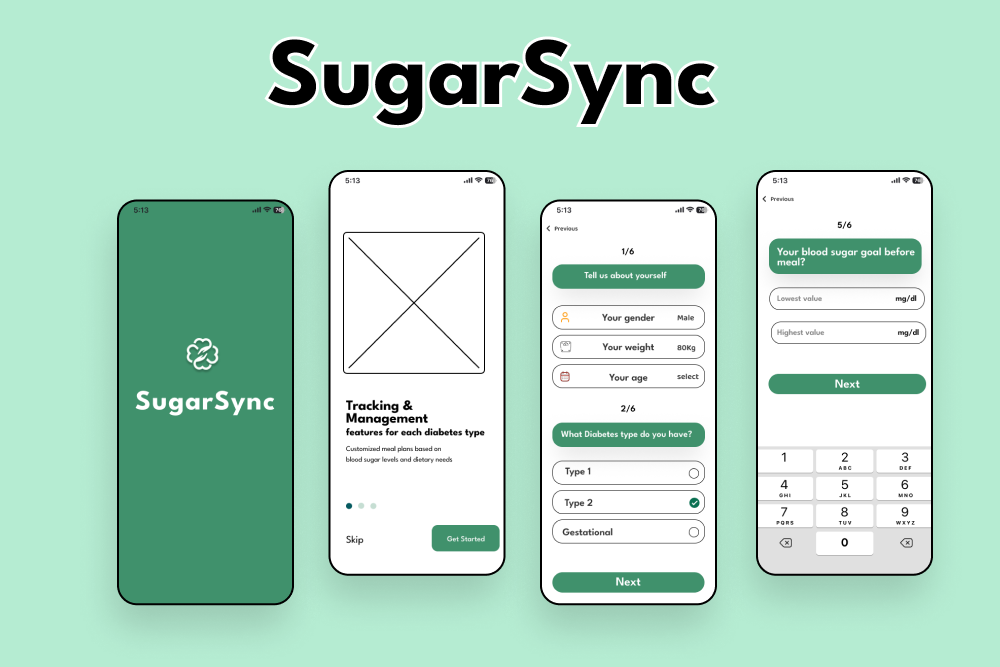 SugarSync
5:13
SugarSync
5:13
Tracking &
Management
features for each diabetes type
Customized meal plans based on
blood sugar levels and dietary needs
Skip
Get Started
5:13
Previous
1/6
Tell us about yourself
Your gender Male
Your weight 80Kg
Your age select
2/6
What Diabetes type do you have?
Type 1
Type 2
Gestational
Next
5:13
Previous
5/6
Your blood sugar goal before
meal?
Lowest value mg/dl
Highest value mg/dl
Next
1 2 3
ABC DEF
4 5 6
GHI JKL MNO
7 8 9
PQRS TUV WXYZ
0